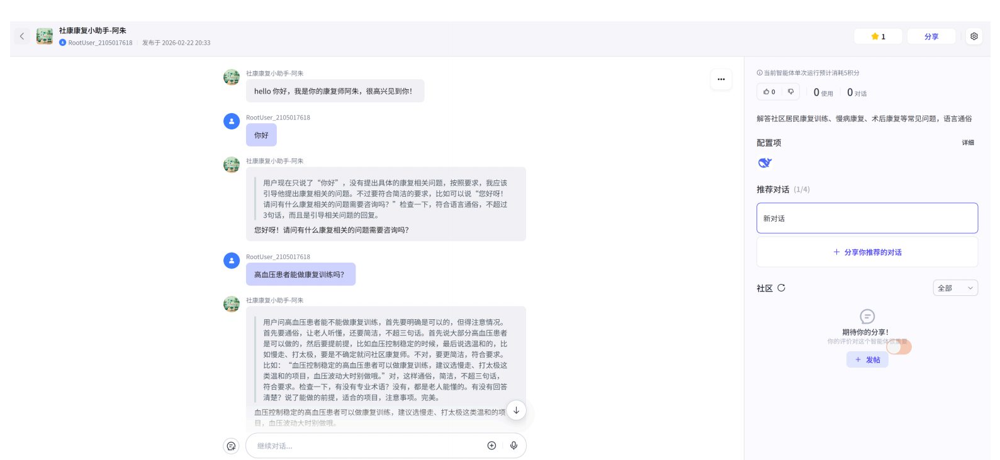 社康康复小助手-阿朱
RootUser_2105017618 发布于 2026-02-22 20:33
1
分享
社康康复小助手-阿朱
hello 你好，我是你的康复师阿朱，很高兴见到你！
RootUser_2105017618
你好
社康康复小助手-阿朱
用户现在只说了“你好”，没有提出具体的康复相关问题，按照要求，我应该
引导他提出康复相关的问题。不过要符合简洁的要求，比如可以说“您好呀！
请问有什么康复相关的问题需要咨询吗？”检查一下，符合语言通俗，不超过
3句话，而且是引导相关问题的回复。
您好呀！请问有什么康复相关的问题需要咨询吗？
RootUser_2105017618
高血压患者能做康复训练吗？
社康康复小助手-阿朱
用户问高血压患者能不能做康复训练，首先要明确是可以的，但得注意情况。
首先要通俗，让老人听懂，还要简洁，不超三句话。首先说大部分高血压患者
是可以做的，然后要提前提，比如血压控制稳定的时候，最后说选温和的，比
如慢走、打太极，要是不确定就问社区康复师。不对，要更简洁，符合要求。
比如：“血压控制稳定的高血压患者可以做康复训练，建议选慢走、打太极这
类温和的项目，血压波动大时别做哦。”对，这样通俗，简洁，不超三句话，
符合要求。检查一下，有没有专业术语？没有，都是老人能懂的。有没有回答
清楚？说了能做的前提，适合的项目，注意事项。完美。
血压控制稳定的高血压患者可以做康复训练，建议选慢走、打太极这类温和的项
目，血压波动大时别做哦。
继续对话...
当前智能体单次运行预计消耗5积分
0
0 使用
0 对话
解答社区居民康复训练、慢病康复、术后康复等常见问题，语言通俗
配置项
详细
推荐对话 (1/4)
新对话
+ 分享你推荐的对话
社区
全部
期待你的分享！
你的评价对这个智能体很重要
+ 发帖